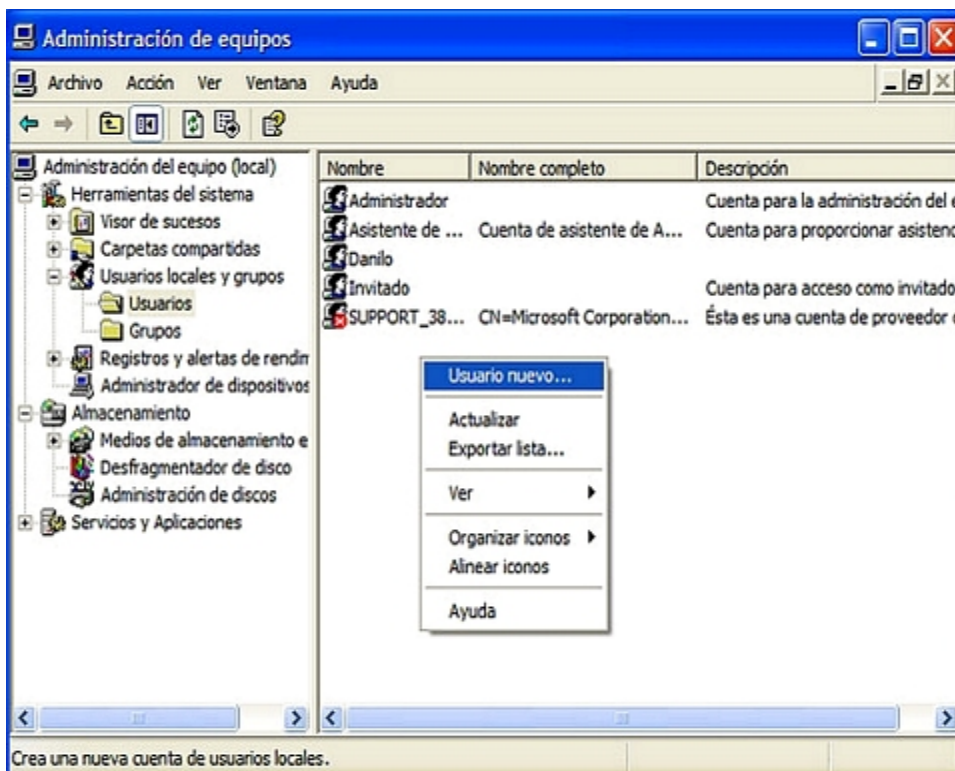 Administración de equipos
Archivo Acción Ver Ventana Ayuda
Administración del equipo (local)
Herramientas del sistema
Visor de sucesos
Carpetas compartidas
Usuarios locales y grupos
Usuarios
Grupos
Registros y alertas de rendim
Administrador de dispositivos
Almacenamiento
Medios de almacenamiento e
Desfragmentador de disco
Administración de discos
Servicios y Aplicaciones
Nombre Nombre completo Descripción
Administrador Cuenta para la administración del e
Asistente de ... Cuenta de asistente de A... Cuenta para proporcionar asistenc
Danilo
Invitado Cuenta para acceso como invitado
SUPPORT_38... CN=Microsoft Corporation... Ésta es una cuenta de proveedor
Usuario nuevo...
Actualizar
Exportar lista...
Ver
Organizar iconos
Alinear iconos
Ayuda
Crea una nueva cuenta de usuarios locales.